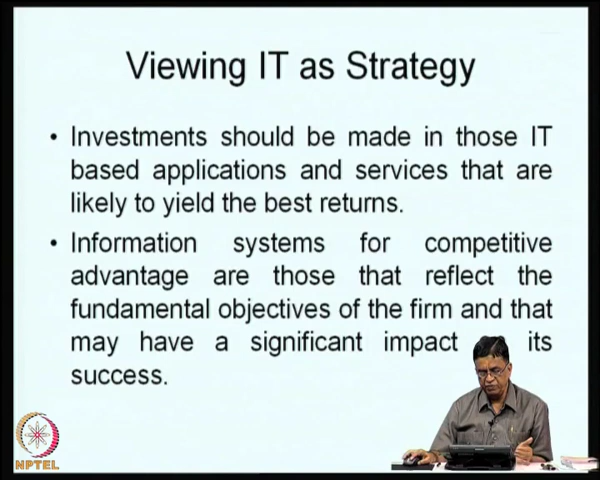 Viewing IT as Strategy
• Investments should be made in those IT
based applications and services that are
likely to yield the best returns.
• Information systems for competitive
advantage are those that reflect the
fundamental objectives of the firm and that
may have a significant impact its
success.
NPTEL